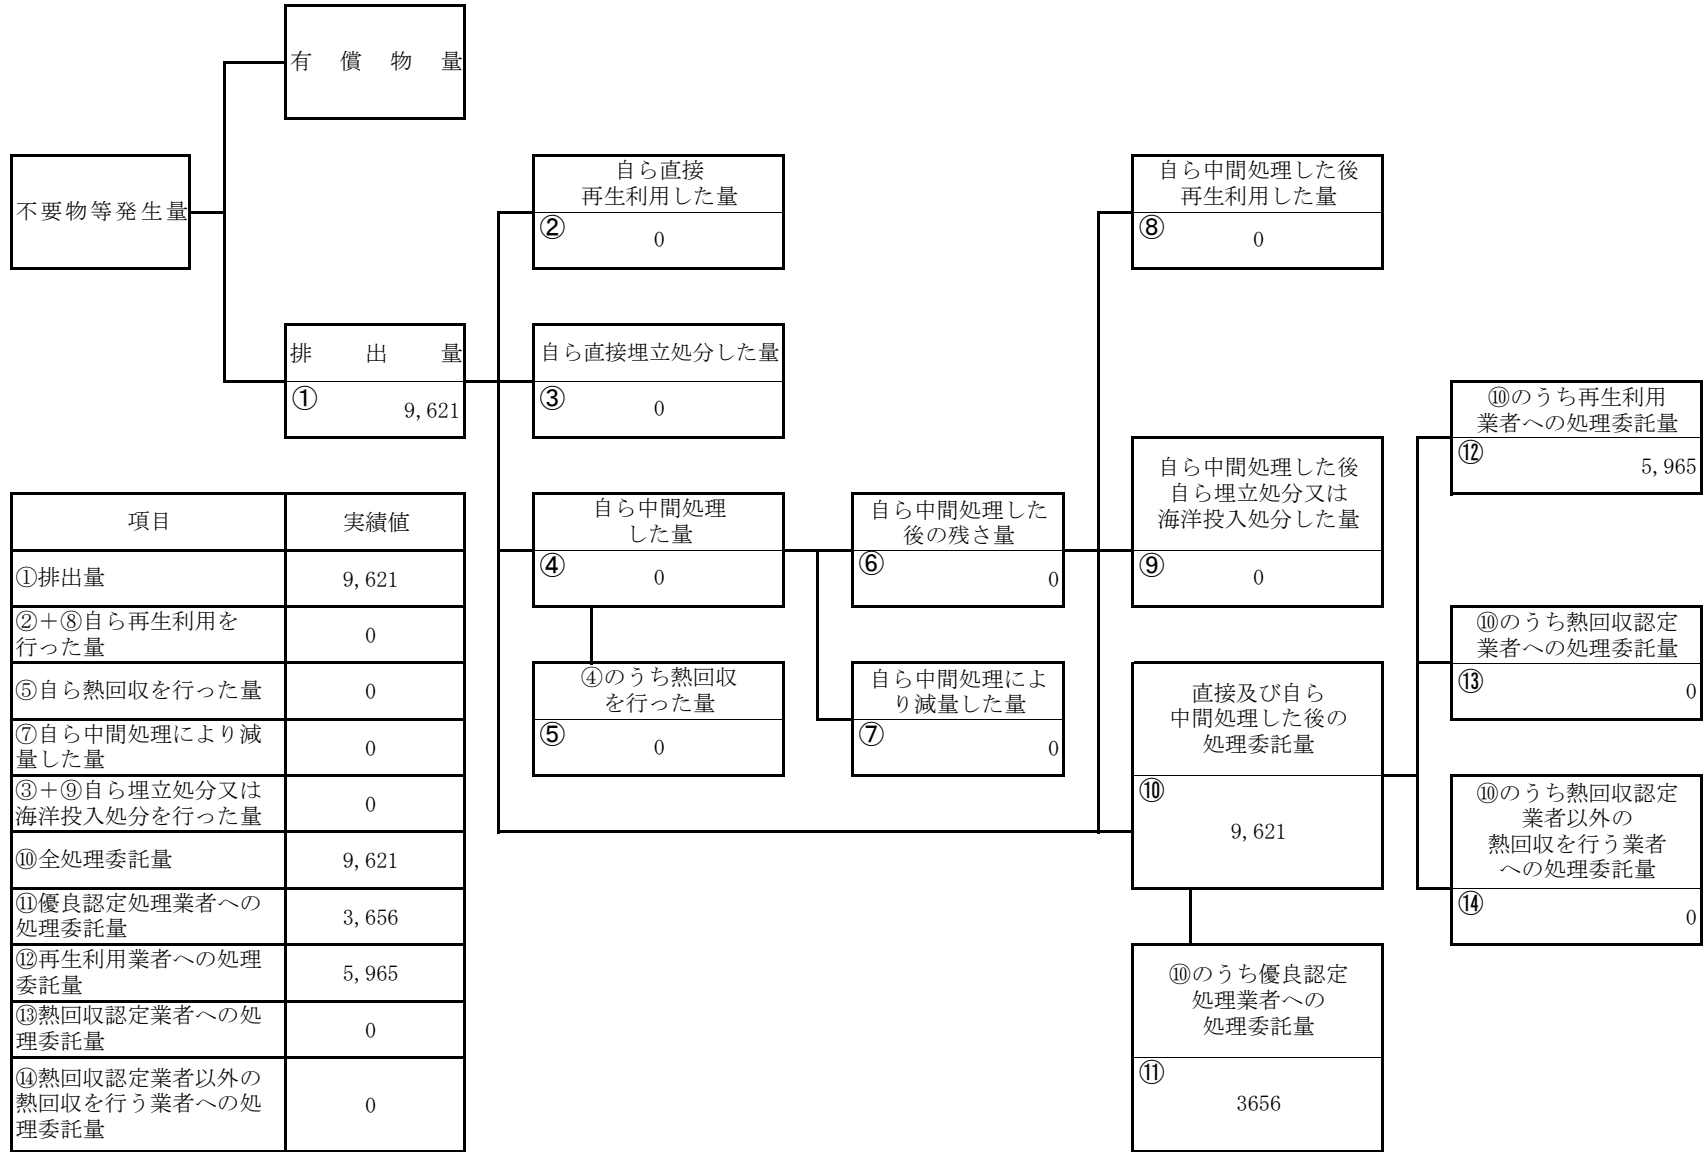 有償物量
不要物等発生量
排出量
① 9,621
自ら直接
再生利用した量
② 0
自ら直接埋立処分した量
③ 0
自ら中間処理
した量
④ 0
④のうち熱回収
を行った量
⑤ 0
自ら中間処理した
後の残さ量
⑥ 0
自ら中間処理によ
り減量した量
⑦ 0
自ら中間処理した後
再生利用した量
⑧ 0
自ら中間処理した後
自ら埋立処分又は
海洋投入処分した量
⑨ 0
直接及び自ら
中間処理した後の
処理委託量
⑩
9,621
⑩のうち優良認定
処理業者への
処理委託量
⑪
3656
⑩のうち再生利用
業者への処理委託量
⑫ 5,965
⑩のうち熱回収認定
業者への処理委託量
⑬ 0
⑩のうち熱回収認定
業者以外の
熱回収を行う業者
への処理委託量
⑭ 0
項目 実績値
①排出量 9,621
②＋⑧自ら再生利用を
行った量 0
⑤自ら熱回収を行った量 0
⑦自ら中間処理により減
量した量 0
③＋⑨自ら埋立処分又は
海洋投入処分を行った量 0
⑩全処理委託量 9,621
⑪優良認定処理業者への
処理委託量 3,656
⑫再生利用業者への処理
委託量 5,965
⑬熱回収認定業者への処
理委託量 0
⑭熱回収認定業者以外の
熱回収を行う業者への処
理委託量 0